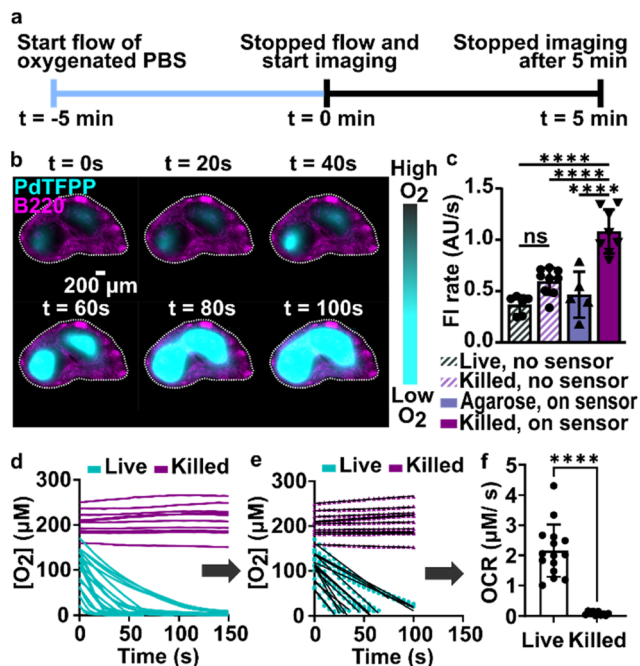 a
Start flow of
oxygenated PBS
Stopped flow and
start imaging
Stopped imaging
after 5 min
t = -5 min
t = 0 min
t = 5 min
b
t = 0s
t = 20s
t = 40s
PdTFPP
B220
200 µm
t = 60s
t = 80s
t = 100s
High
O2
Low
O2
c
****
****
****
ns
FI rate (AU/s)
1.5
1.0
0.5
0.0
Live, no sensor
Killed, no sensor
Agarose, on sensor
Killed, on sensor
d
Live
Killed
[O2] (µM)
300
200
100
0
0
50
100
150
Time (s)
e
Live
Killed
[O2] (µM)
300
200
100
0
0
50
100
150
Time (s)
f
****
OCR (µM/ s)
5
4
3
2
1
0
Live
Killed